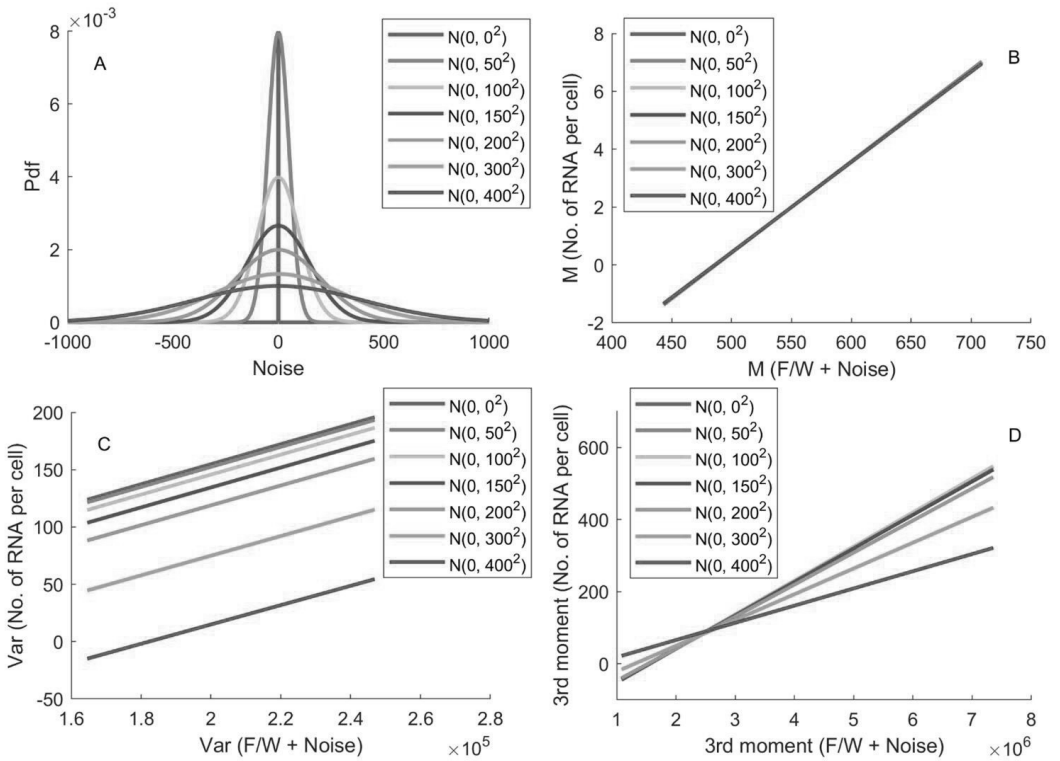 ×10⁻³
A
8
6
4
2
0
Pdf
-1000
-500
0
500
1000
Noise
N(0, 0²)
N(0, 50²)
N(0, 100²)
N(0, 150²)
N(0, 200²)
N(0, 300²)
N(0, 400²)
B
8
6
4
2
0
-2
M (No. of RNA per cell)
400
450
500
550
600
650
700
750
M (F/W + Noise)
N(0, 0²)
N(0, 50²)
N(0, 100²)
N(0, 150²)
N(0, 200²)
N(0, 300²)
N(0, 400²)
C
200
150
100
50
0
-50
Var (No. of RNA per cell)
1.6
1.8
2
2.2
2.4
2.6
2.8
×10⁵
Var (F/W + Noise)
N(0, 0²)
N(0, 50²)
N(0, 100²)
N(0, 150²)
N(0, 200²)
N(0, 300²)
N(0, 400²)
D
600
400
200
0
3rd moment (No. of RNA per cell)
1
2
3
4
5
6
7
8
×10⁶
3rd moment (F/W + Noise)
N(0, 0²)
N(0, 50²)
N(0, 100²)
N(0, 150²)
N(0, 200²)
N(0, 300²)
N(0, 400²)